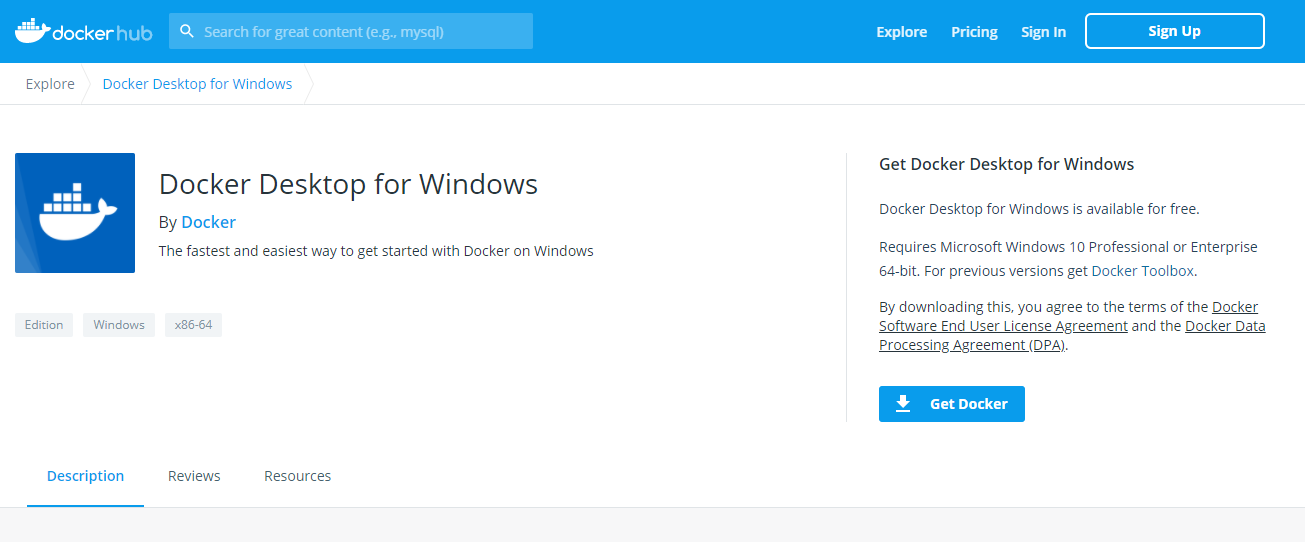 docker hub
Search for great content (e.g., mysql)
Explore
Pricing
Sign In
Sign Up
Explore
Docker Desktop for Windows
Docker Desktop for Windows
By Docker
The fastest and easiest way to get started with Docker on Windows
Edition
Windows
x86-64
Get Docker Desktop for Windows
Docker Desktop for Windows is available for free.
Requires Microsoft Windows 10 Professional or Enterprise
64-bit. For previous versions get Docker Toolbox.
By downloading this, you agree to the terms of the Docker
Software End User License Agreement and the Docker Data
Processing Agreement (DPA).
Get Docker
Description
Reviews
Resources